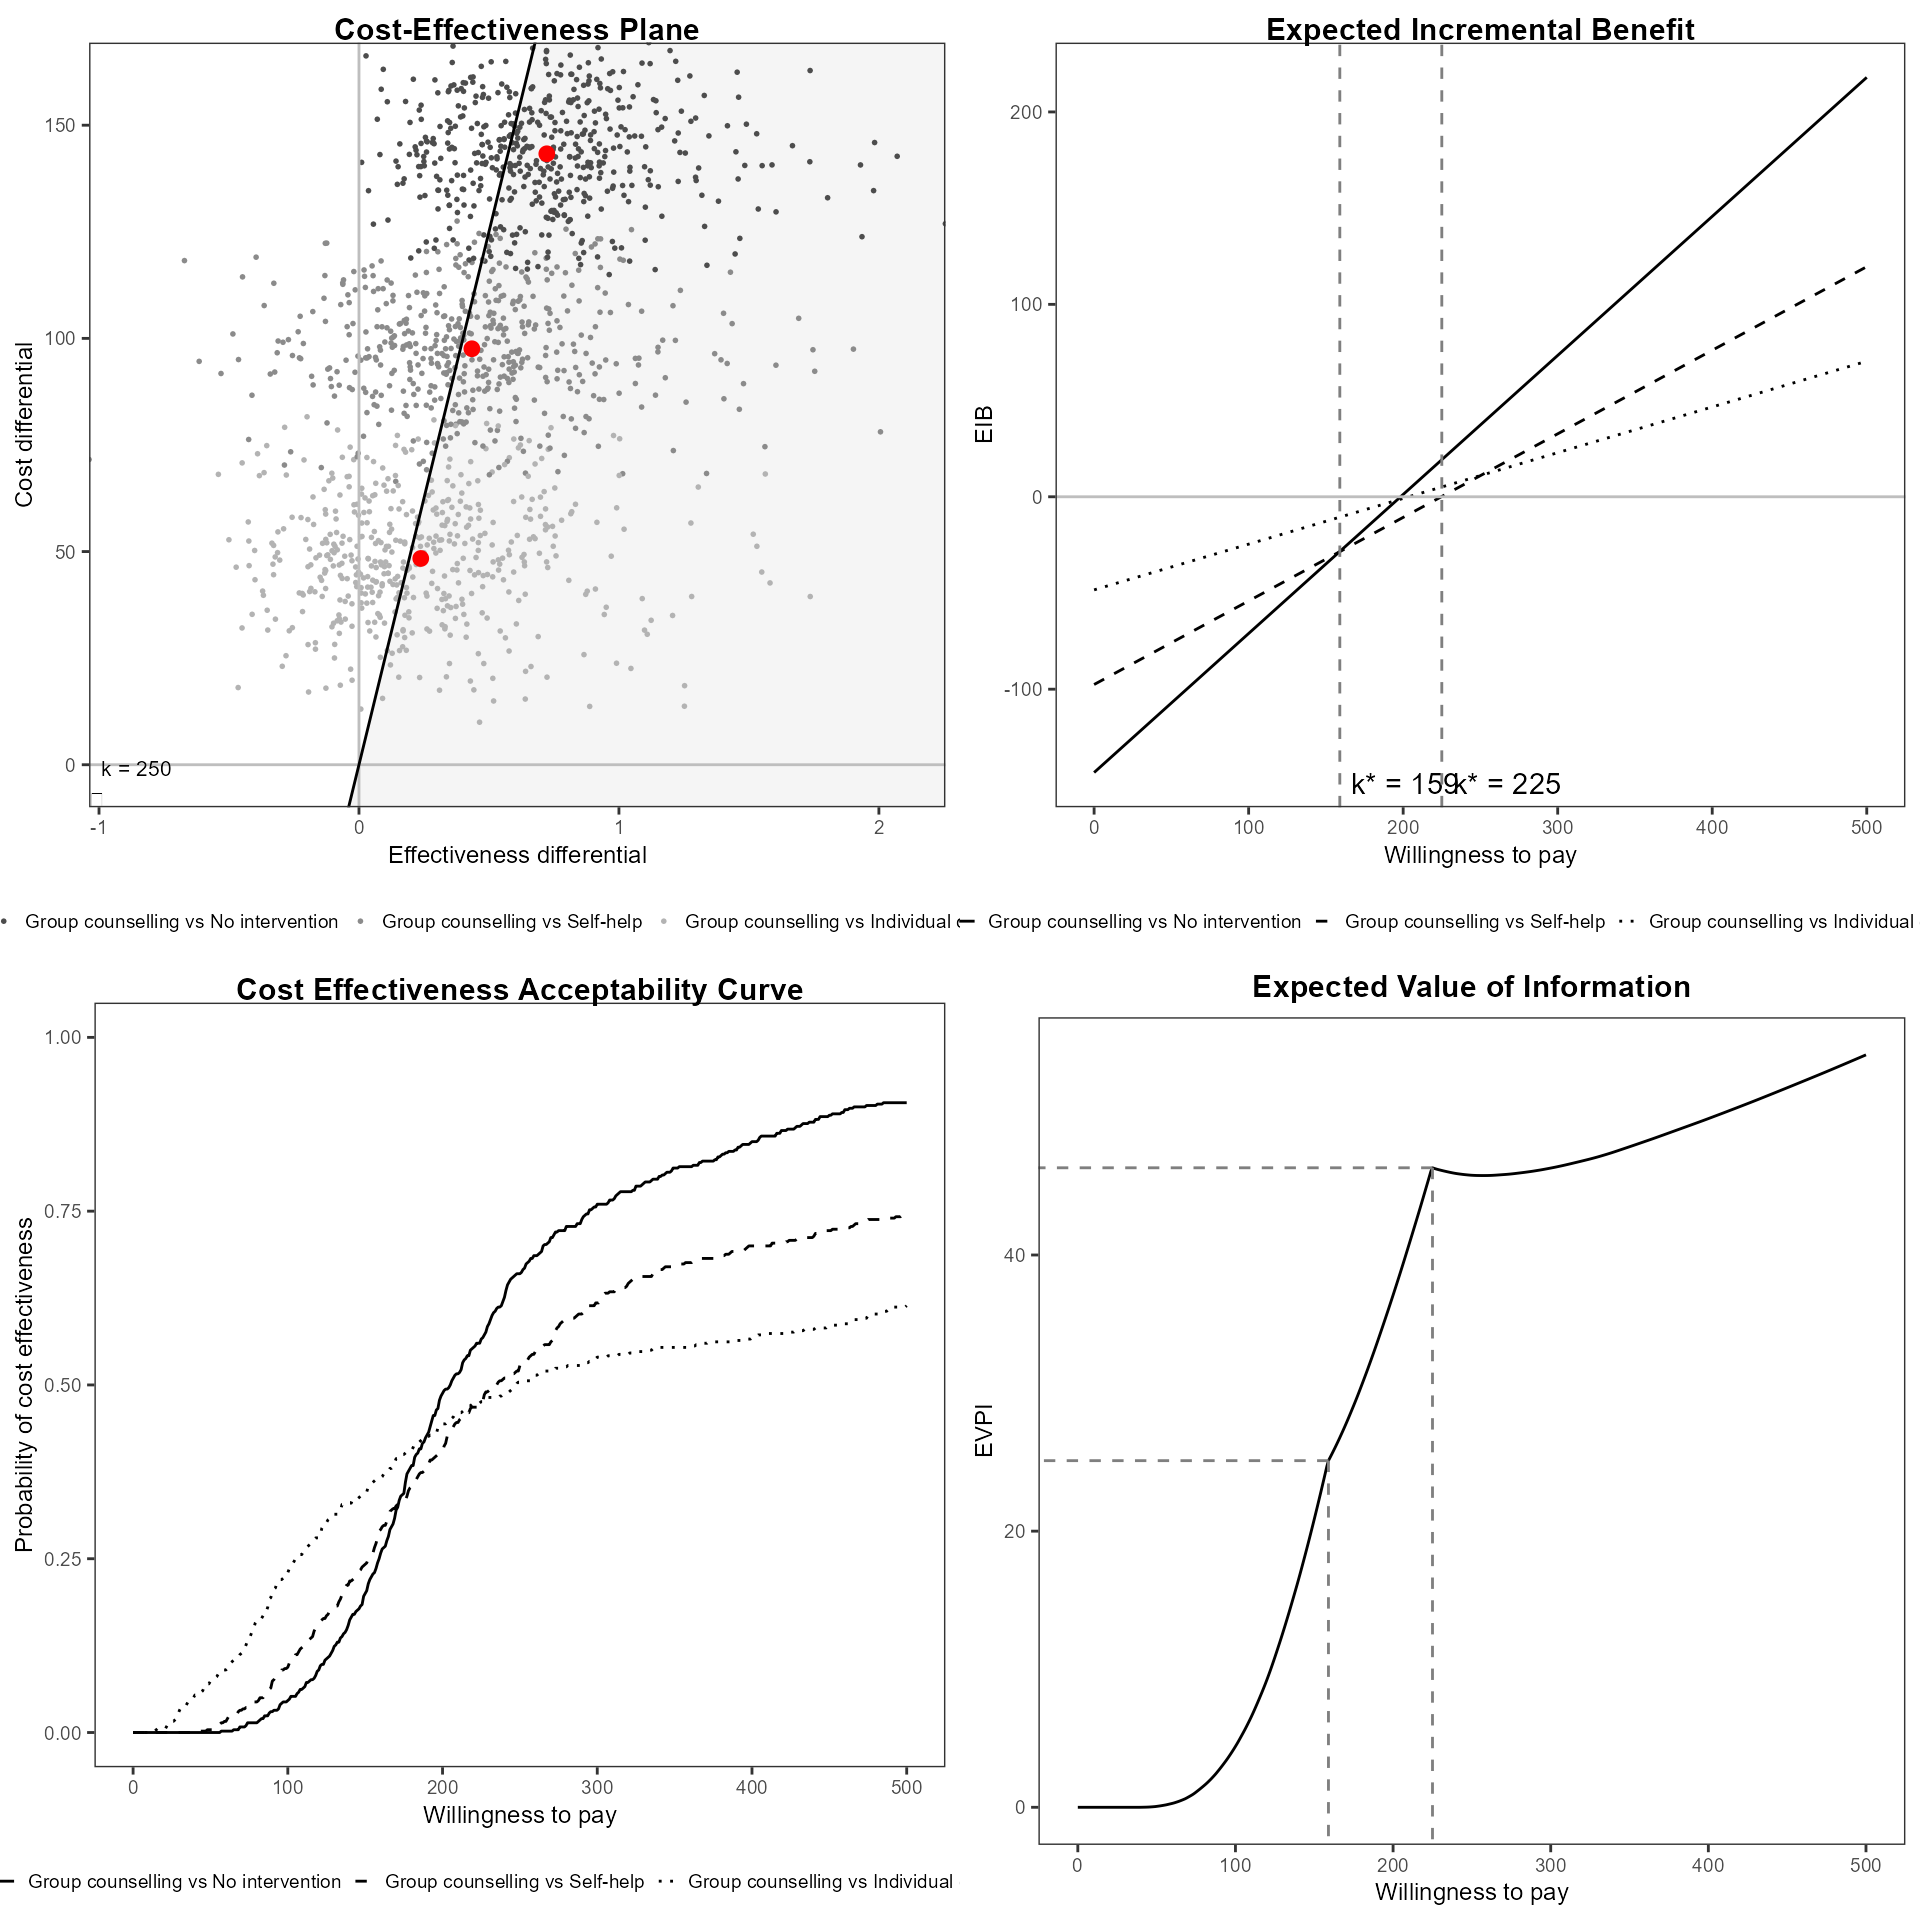 Cost-Effectiveness Plane
Cost differential
150
100
50
0
k = 250
-1
0
1
2
Effectiveness differential
Group counselling vs No intervention
Group counselling vs Self-help
Group counselling vs Individual
Expected Incremental Benefit
EIB
200
100
0
-100
k* = 159
k* = 225
0
100
200
300
400
500
Willingness to pay
Group counselling vs No intervention
Group counselling vs Self-help
Group counselling vs Individual
Cost Effectiveness Acceptability Curve
Probability of cost effectiveness
1.00
0.75
0.50
0.25
0.00
0
100
200
300
400
500
Willingness to pay
Group counselling vs No intervention
Group counselling vs Self-help
Group counselling vs Individual
Expected Value of Information
EVPI
40
20
0
0
100
200
300
400
500
Willingness to pay